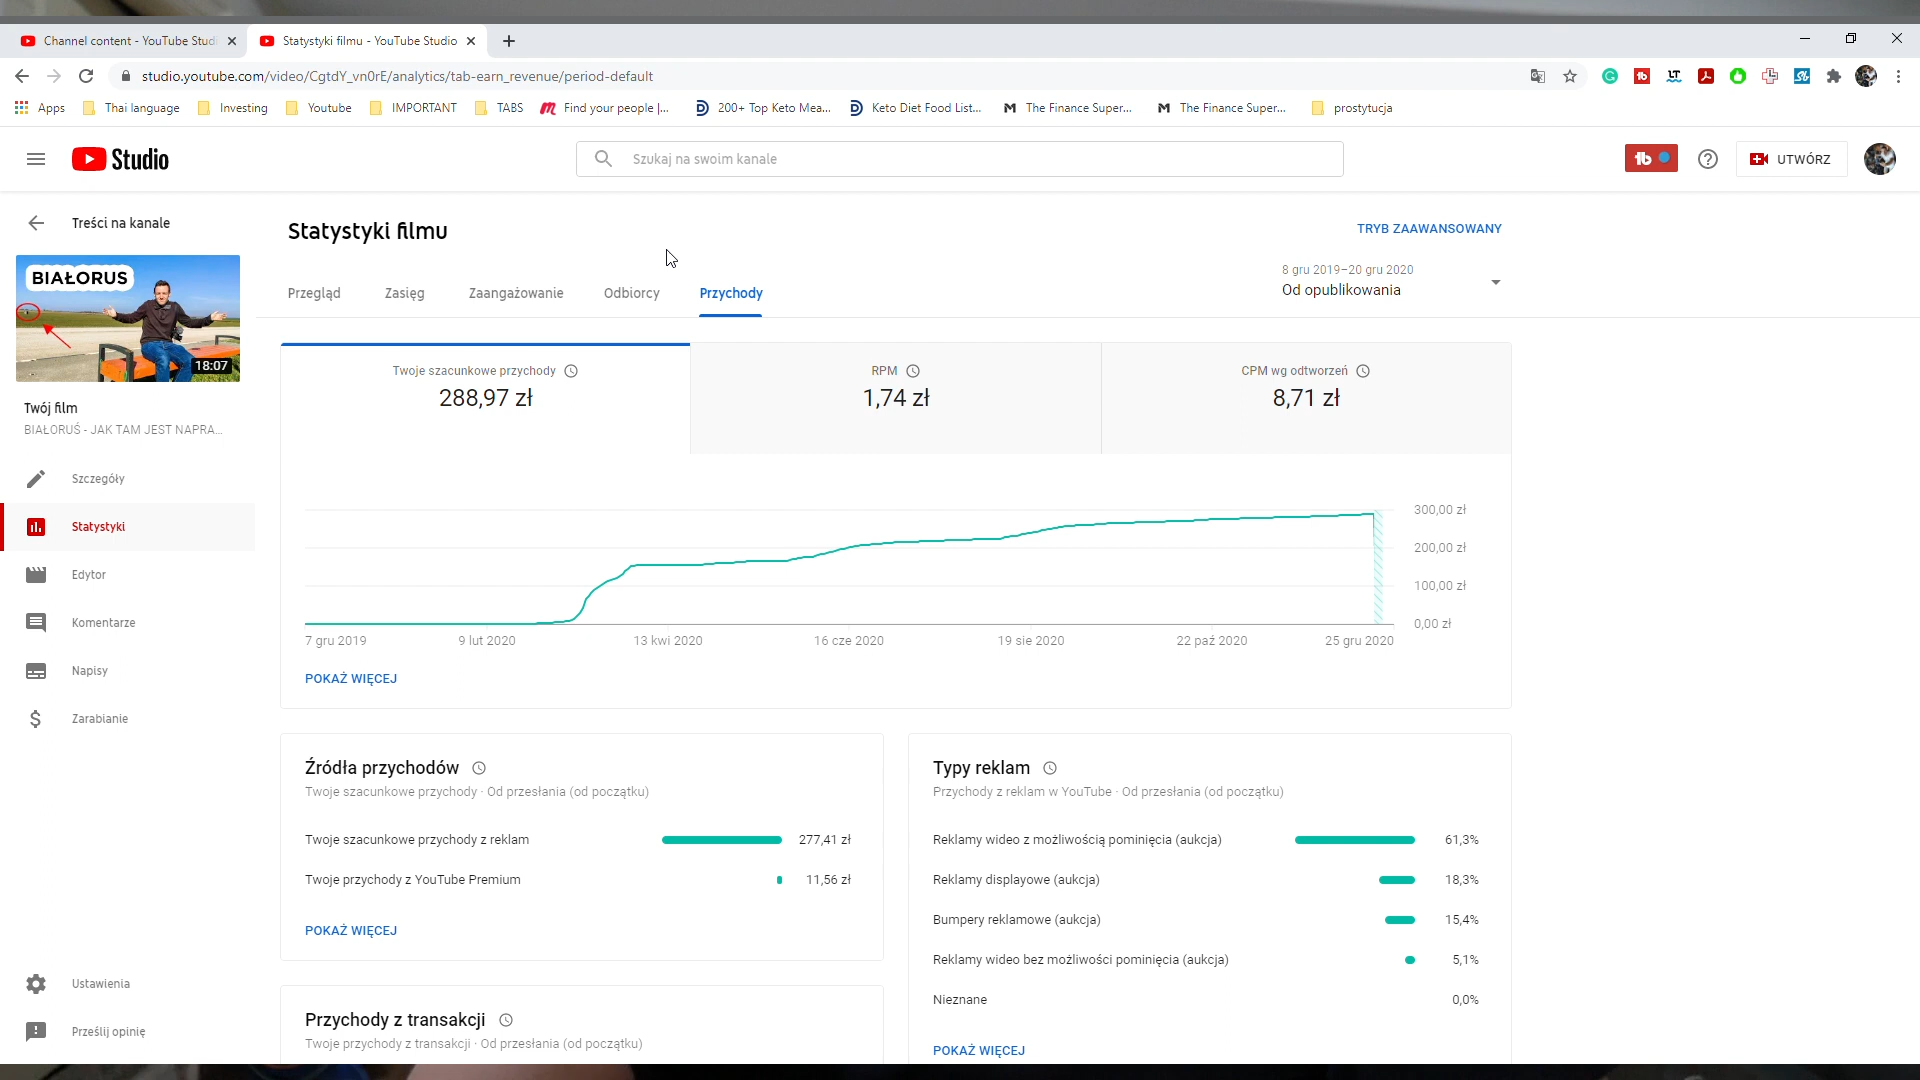 Channel content - YouTube Studi
Statystyki filmu - YouTube Studio
studio.youtube.com/video/CgtdY_vn0rE/analytics/tab-earn_revenue/period-default
Apps
Thai language
Investing
Youtube
IMPORTANT
TABS
Find your people |...
200+ Top Keto Mea...
Keto Diet Food List...
The Finance Super...
The Finance Super...
prostytucja
Studio
Szukaj na swoim kanale
UTWÓRZ
Treści na kanale
BIAŁORUS
18:07
Twój film
BIAŁORUŚ - JAK TAM JEST NAPRA...
Szczegóły
Statystyki
Edytor
Komentarze
Napisy
Zarabianie
Ustawienia
Prześlij opinię
Statystyki filmu
TRYB ZAAWANSOWANY
8 gru 2019–20 gru 2020
Od opublikowania
Przegląd
Zasięg
Zaangażowanie
Odbiorcy
Przychody
Twoje szacunkowe przychody
288,97 zł
RPM
1,74 zł
CPM wg odtworzeń
8,71 zł
300,00 zł
200,00 zł
100,00 zł
0,00 zł
7 gru 2019
9 lut 2020
13 kwi 2020
16 cze 2020
19 sie 2020
22 paź 2020
25 gru 2020
POKAŻ WIĘCEJ
Źródła przychodów
Twoje szacunkowe przychody · Od przesłania (od początku)
Twoje szacunkowe przychody z reklam 277,41 zł
Twoje przychody z YouTube Premium 11,56 zł
POKAŻ WIĘCEJ
Przychody z transakcji
Twoje przychody z transakcji · Od przesłania (od początku)
Typy reklam
Przychody z reklam w YouTube · Od przesłania (od początku)
Reklamy wideo z możliwością pominięcia (aukcja) 61,3%
Reklamy displayowe (aukcja) 18,3%
Bumpery reklamowe (aukcja) 15,4%
Reklamy wideo bez możliwości pominięcia (aukcja) 5,1%
Nieznane 0,0%
POKAŻ WIĘCEJ